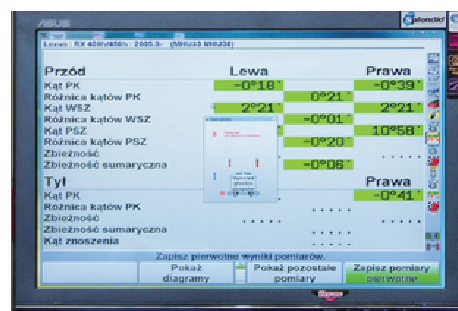 ASUS
Lexus : RX 400h/450h : 2005.3- (MHU33 MHU38)
Przód Lewa Prawa
Kąt PK -0°18' -0°39'
Różnica kątów PK 0°21'
Kąt WSZ 2°21' 2°21'
Różnica kątów WSZ -0°01'
Kąt PSZ 10°58'
Różnica kątów PSZ -0°20'
Zbieżność
Zbieżność sumaryczna -0°06'
Tył Prawa
Kąt PK -0°41'
Różnica kątów PK
Zbieżność
Zbieżność sumaryczna
Kąt znoszenia
Zapisz pierwotne wyniki pomiarów.
Pokaż diagramy
Pokaż pozostałe pomiary
Zapisz pomiary pierwotne